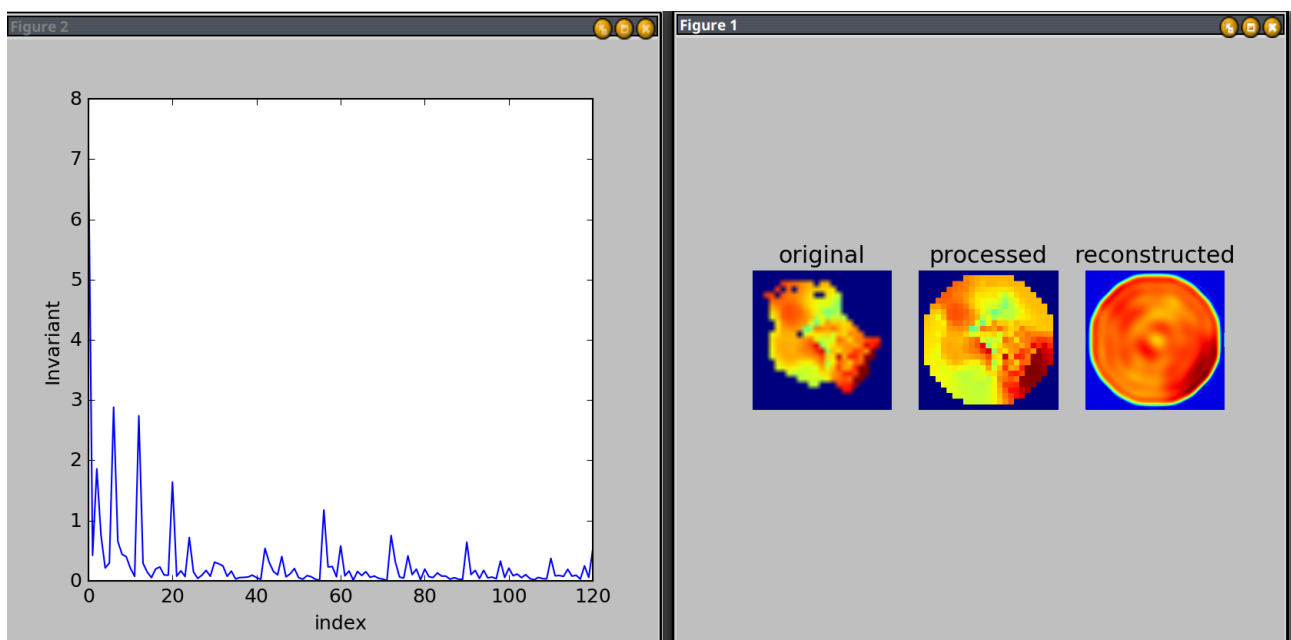 Figure 2
8
7
6
5
4
3
2
1
0
Invariant
0 20 40 60 80 100 120
index
Figure 1
original processed reconstructed